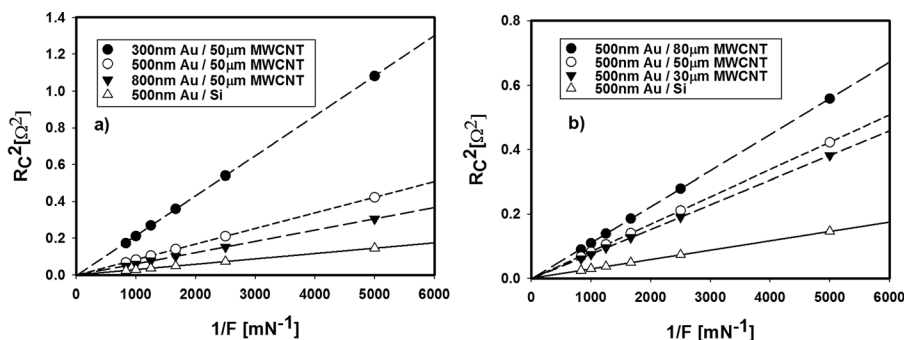 1.4
1.2
1.0
0.8
0.6
0.4
0.2
0.0
Rc²[Ω²]
300nm Au / 50μm MWCNT
500nm Au / 50μm MWCNT
800nm Au / 50μm MWCNT
500nm Au / Si
a)
0 1000 2000 3000 4000 5000 6000
1/F [mN⁻¹]
0.8
0.6
0.4
0.2
0.0
Rc²[Ω²]
500nm Au / 80μm MWCNT
500nm Au / 50μm MWCNT
500nm Au / 30μm MWCNT
500nm Au / Si
b)
0 1000 2000 3000 4000 5000 6000
1/F [mN⁻¹]